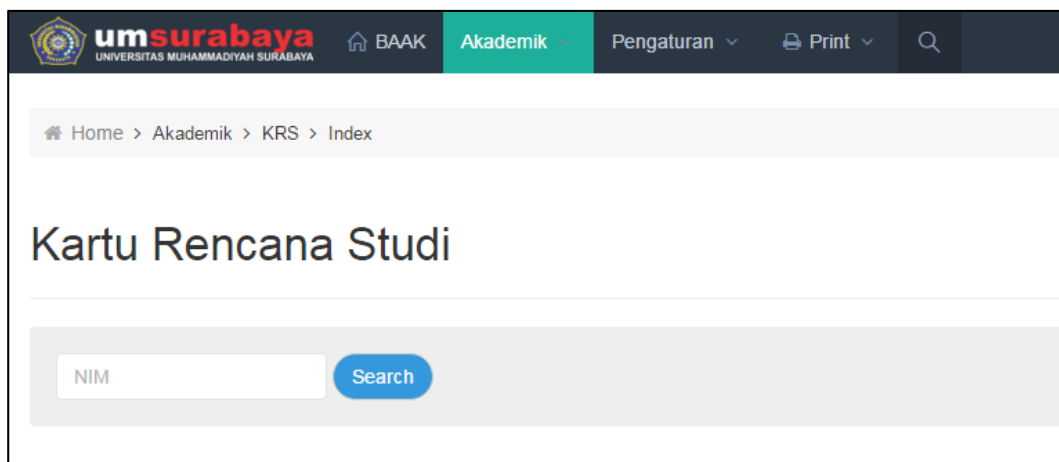 umsurabaya
UNIVERSITAS MUHAMMADIYAH SURABAYA
BAAK Akademik Pengaturan Print
Home > Akademik > KRS > Index
Kartu Rencana Studi
NIM Search